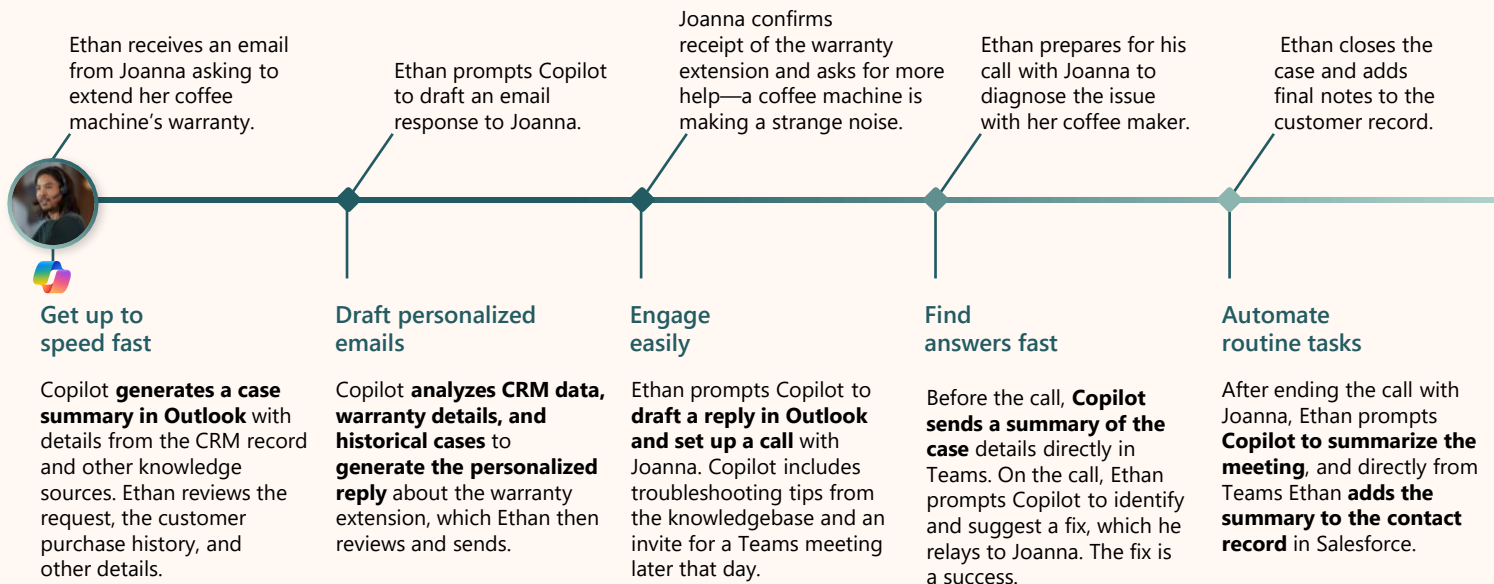 Ethan receives an email
from Joanna asking to
extend her coffee
machine’s warranty.
Ethan prompts Copilot
to draft an email
response to Joanna.
Joanna confirms
receipt of the warranty
extension and asks for more
help—a coffee machine is
making a strange noise.
Ethan prepares for his
call with Joanna to
diagnose the issue
with her coffee maker.
Ethan closes the
case and adds
final notes to the
customer record.
Get up to
speed fast
Copilot generates a case
summary in Outlook with
details from the CRM record
and other knowledge
sources. Ethan reviews the
request, the customer
purchase history, and
other details.
Draft personalized
emails
Copilot analyzes CRM data,
warranty details, and
historical cases to
generate the personalized
reply about the warranty
extension, which Ethan then
reviews and sends.
Engage
easily
Ethan prompts Copilot to
draft a reply in Outlook
and set up a call with
Joanna. Copilot includes
troubleshooting tips from
the knowledgebase and an
invite for a Teams meeting
later that day.
Find
answers fast
Before the call, Copilot
sends a summary of the
case details directly in
Teams. On the call, Ethan
prompts Copilot to identify
and suggest a fix, which he
relays to Joanna. The fix is
a success.
Automate
routine tasks
After ending the call with
Joanna, Ethan prompts
Copilot to summarize the
meeting, and directly from
Teams Ethan adds the
summary to the contact
record in Salesforce.